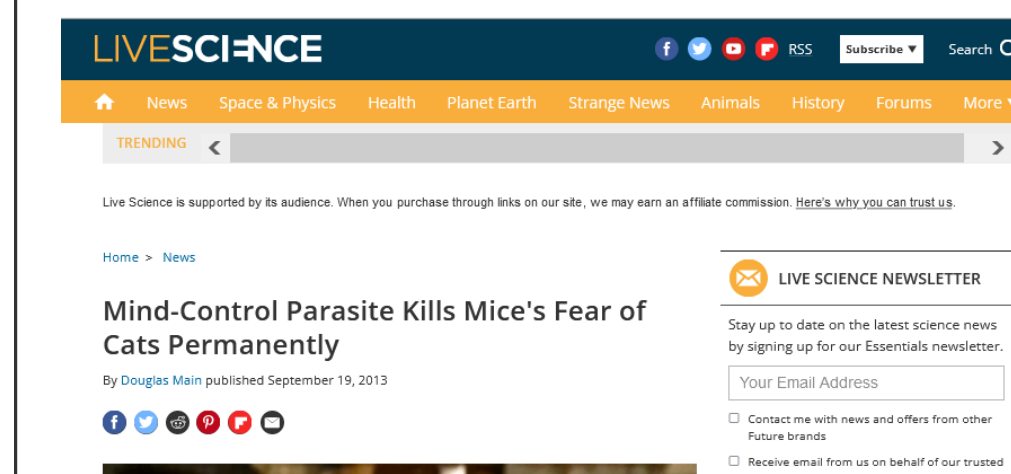 LIVESCIENCE
f RSS Subscribe ▼ Search
News Space & Physics Health Planet Earth Strange News Animals History Forums More
TRENDING
Live Science is supported by its audience. When you purchase through links on our site, we may earn an affiliate commission. Here's why you can trust us.
Home > News
Mind-Control Parasite Kills Mice's Fear of
Cats Permanently
By Douglas Main published September 19, 2013
LIVE SCIENCE NEWSLETTER
Stay up to date on the latest science news
by signing up for our Essentials newsletter.
Your Email Address
Contact me with news and offers from other
Future brands
Receive email from us on behalf of our trusted